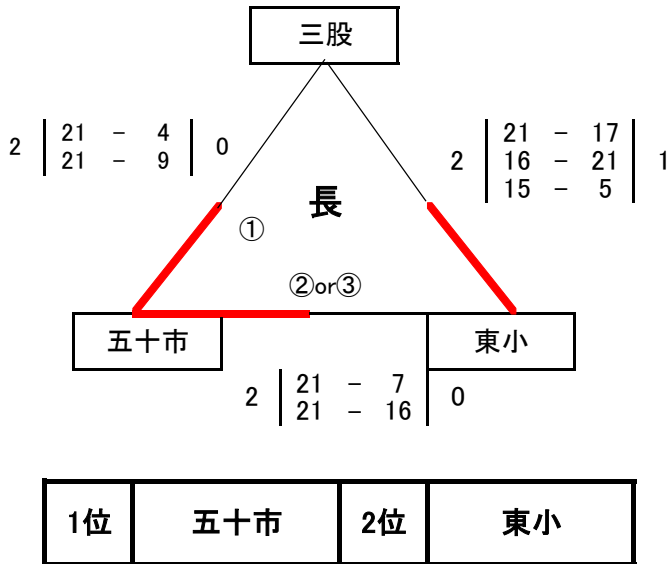 三股
2 21 - 4 0
21 - 9
2 21 - 17 1
16 - 21
15 - 5
長
①
②or③
五十市
東小
2 21 - 7 0
21 - 16
1位 五十市 2位 東小